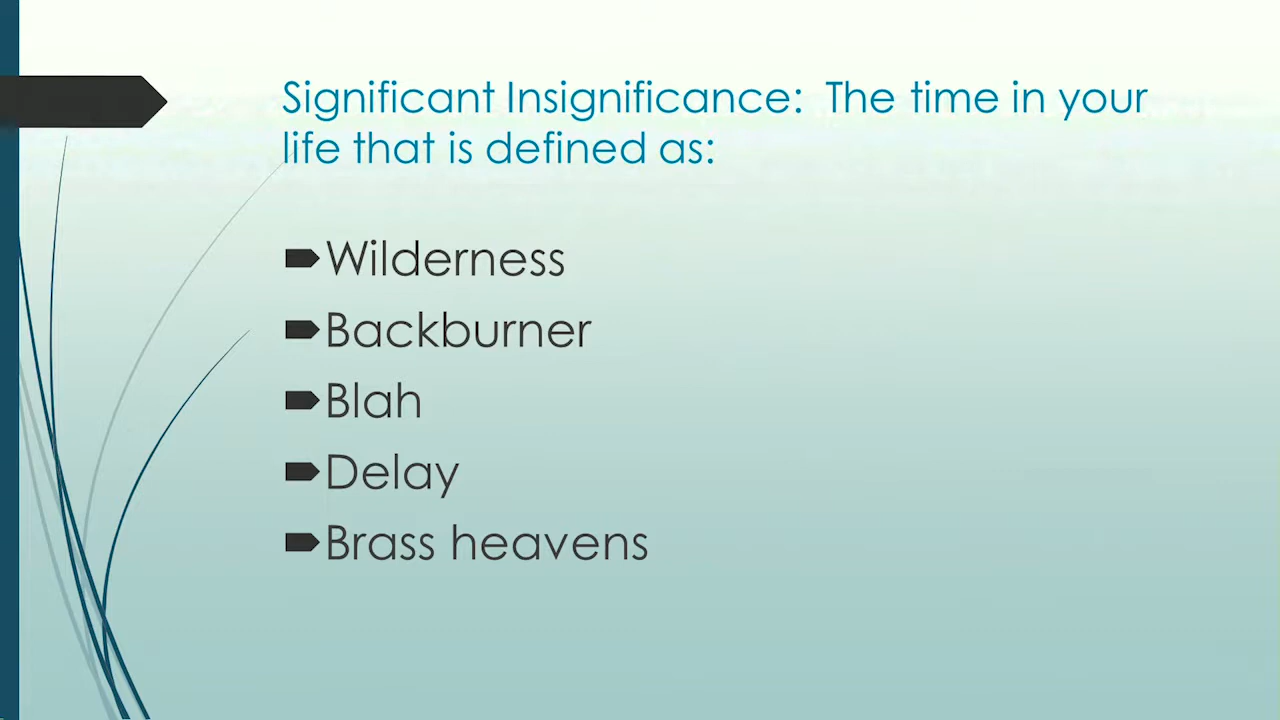 Significant Insignificance:  The time in your
life that is defined as:
Wilderness
Backburner
Blah
Delay
Brass heavens